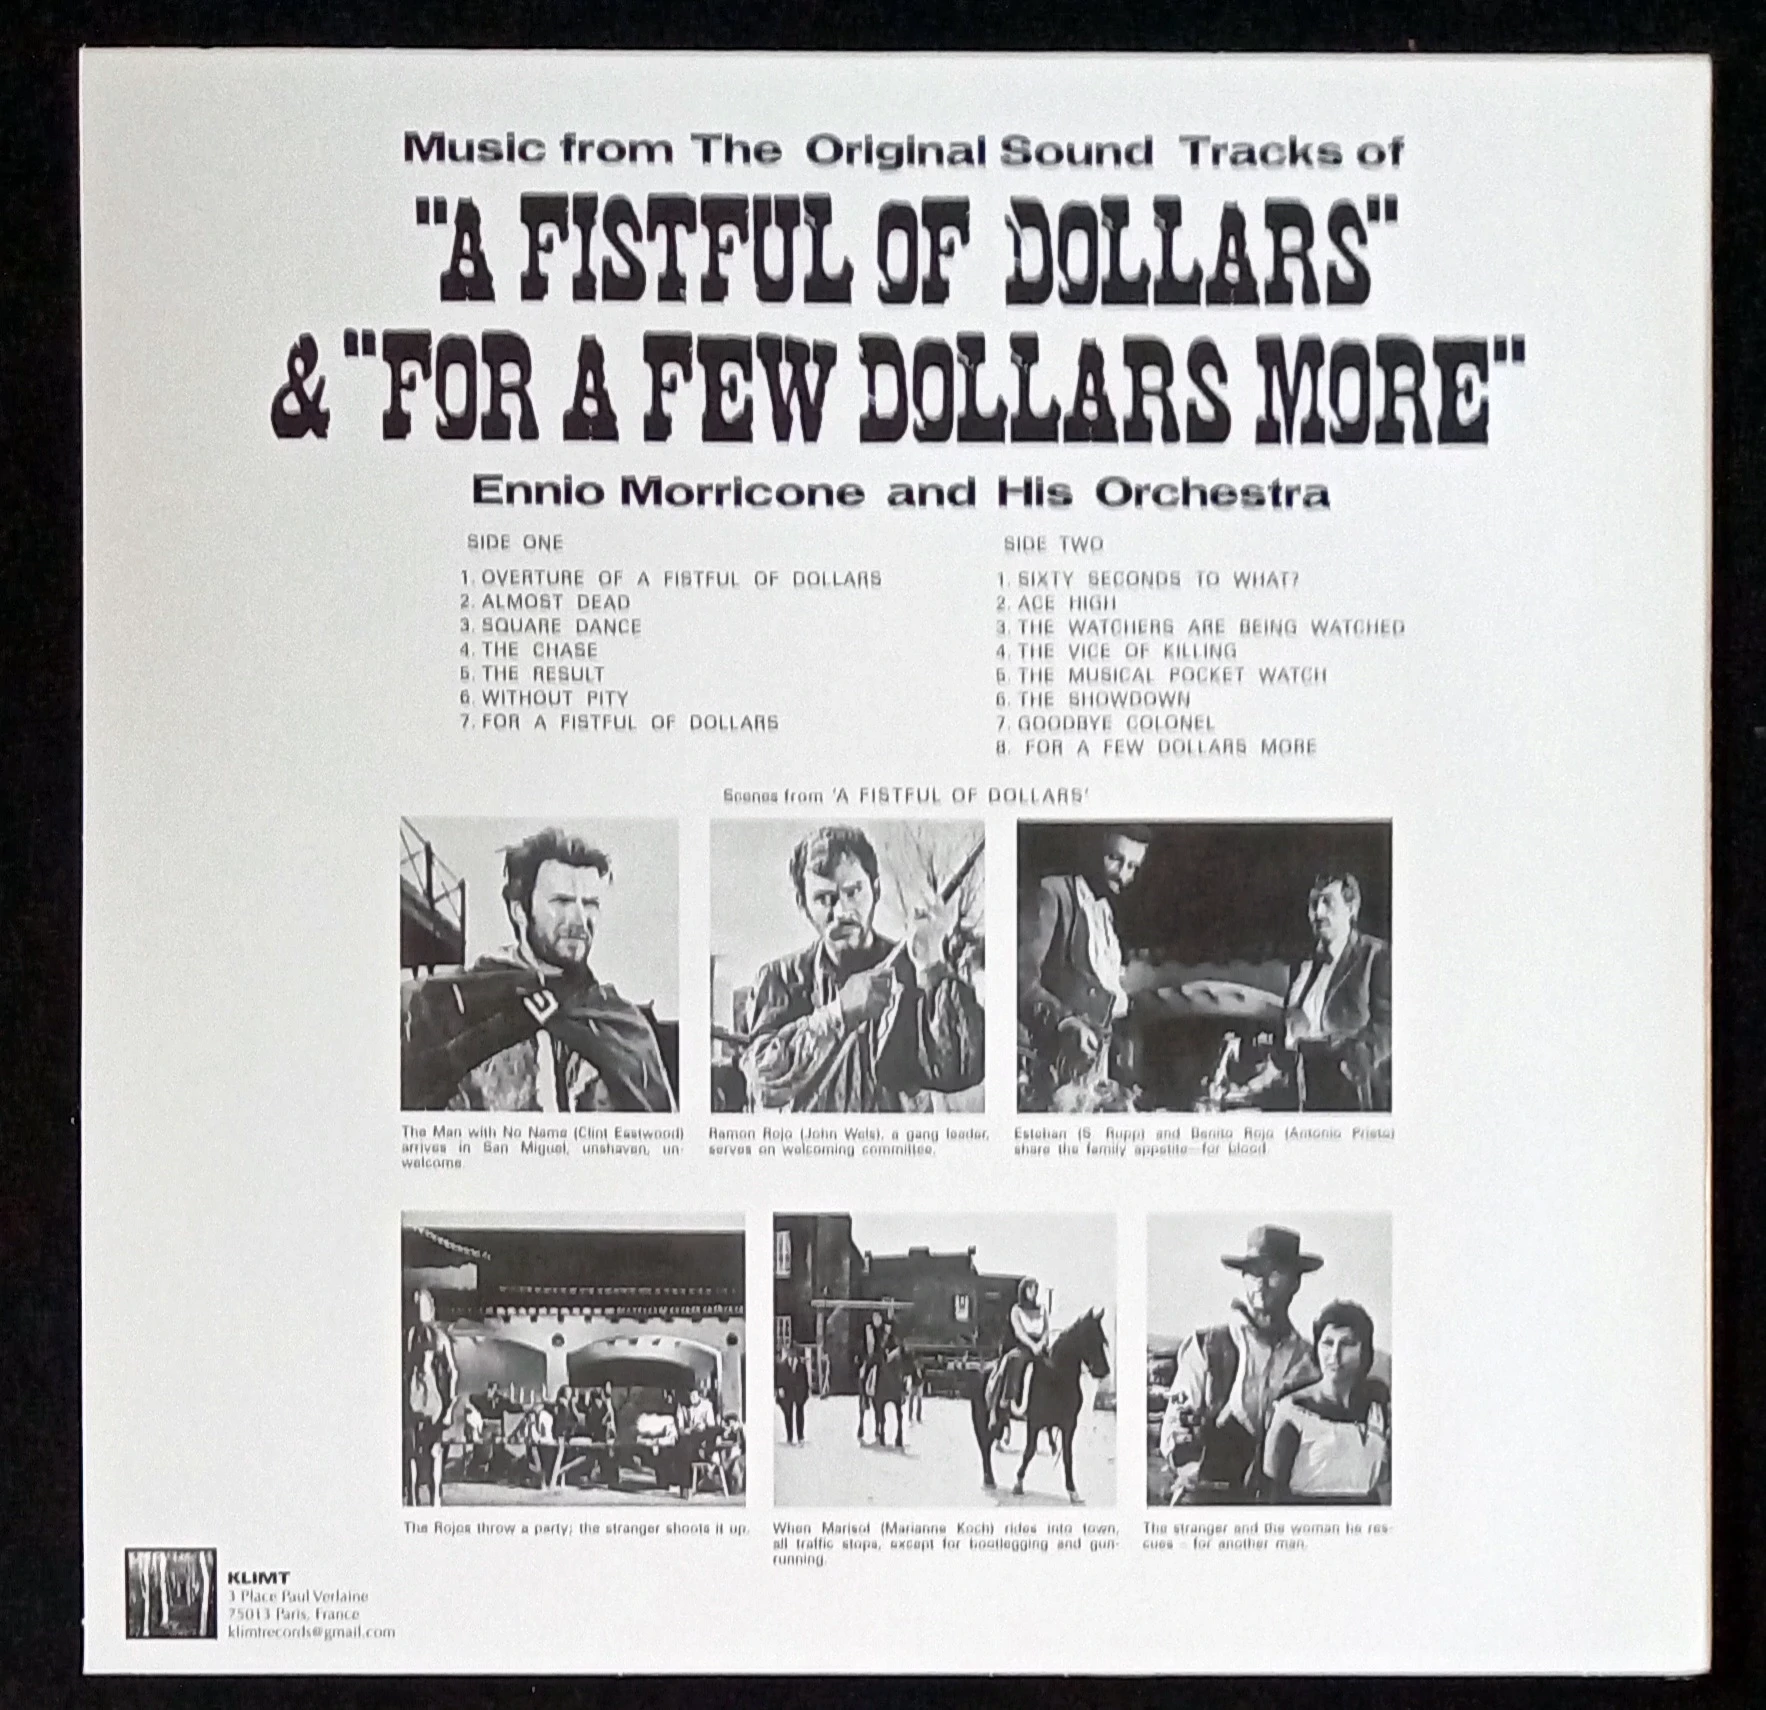 Music from The Original Sound Tracks of
"A FISTFUL OF DOLLARS"
& "FOR A FEW DOLLARS MORE"
Ennio Morricone and His Orchestra
SIDE ONE
1. OVERTURE OF A FISTFUL OF DOLLARS
2. ALMOST DEAD
3. SQUARE DANCE
4. THE CHASE
5. THE RESULT
6. WITHOUT PITY
7. FOR A FISTFUL OF DOLLARS
SIDE TWO
1. SIXTY SECONDS TO WHAT?
2. ACE HIGH
3. THE WATCHERS ARE BEING WATCHED
4. THE VICE OF KILLING
5. THE MUSICAL POCKET WATCH
6. THE SHOWDOWN
7. GOODBYE COLONEL
8. FOR A FEW DOLLARS MORE
Scenes from 'A FISTFUL OF DOLLARS'
The Man with No Name (Clint Eastwood)
arrives in San Miguel, unshaven, un-
welcome.
Ramon Rojo (John Wels), a gang leader,
serves on welcoming committee.
Esteban (S. Rupp) and Benito Rojo (Antonio Prieto)
share the family appetite—for blood.
The Rojos throw a party; the stranger shoots it up.
When Marisol (Marianne Koch) rides into town,
all traffic stops, except for bootlegging and gun-
running.
The stranger and the woman he res-
cues - for another man.
KLIMT
3 Place Paul Verlaine
75013 Paris, France
klimtrecords@gmail.com